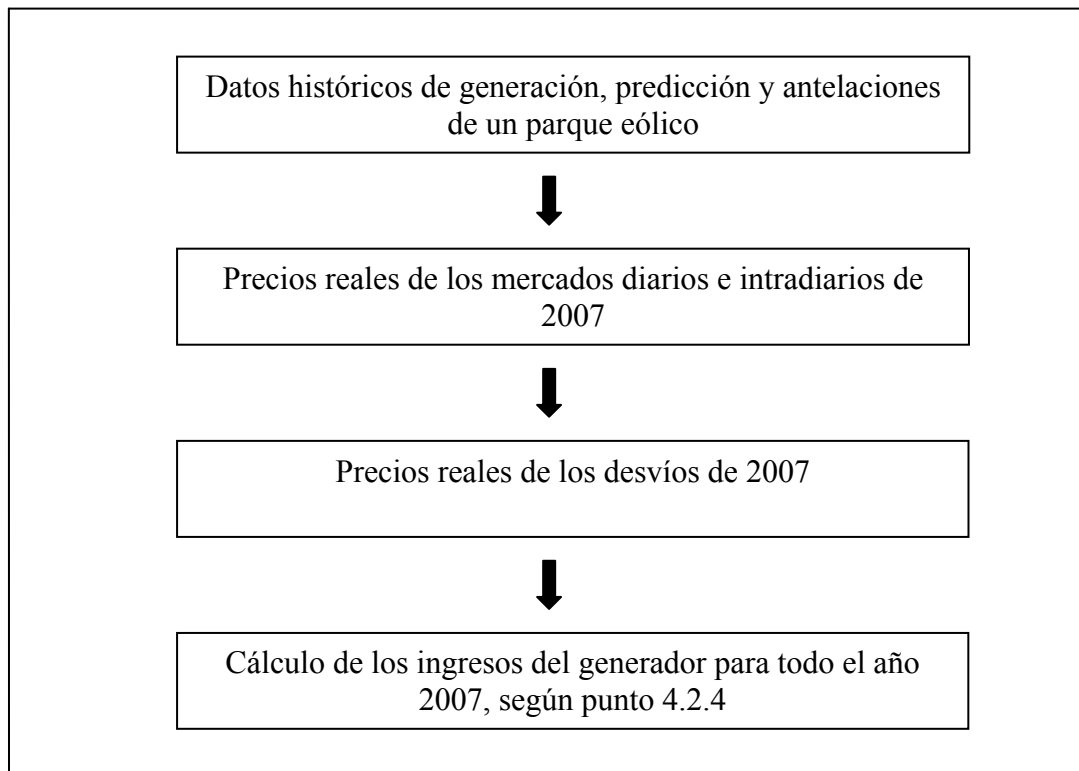 Datos históricos de generación, predicción y antelaciones
de un parque eólico
Precios reales de los mercados diarios e intradiarios de
2007
Precios reales de los desvíos de 2007
Cálculo de los ingresos del generador para todo el año
2007, según punto 4.2.4